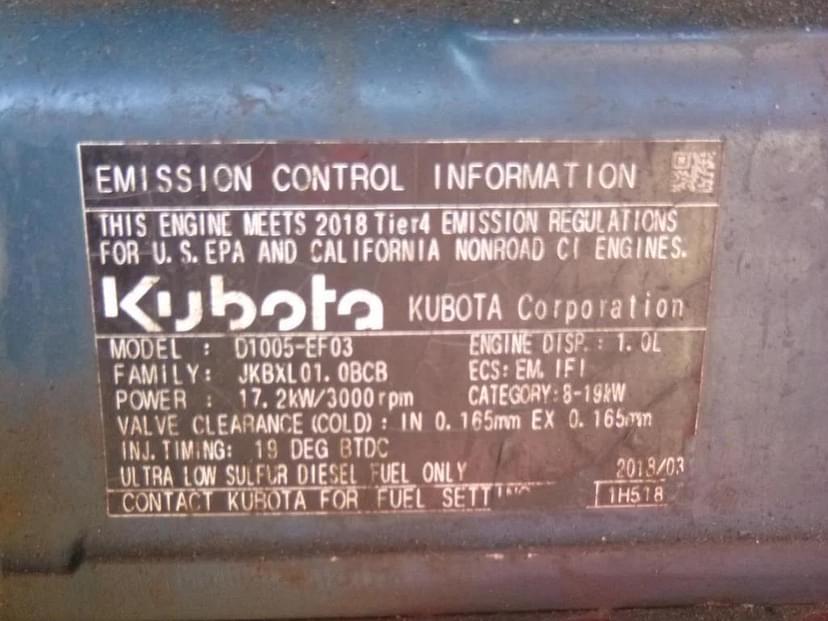 EMISSION CONTROL INFORMATION
THIS ENGINE MEETS 2018 Tier4 EMISSION REGULATIONS
FOR U.S.EPA AND CALIFORNIA NONROAD CI ENGINES.
Kubota KUBOTA Corporation
MODEL : D1005-EF03 ENGINE DISP.: 1.0L
FAMILY: JKBXL01.0BCB ECS: EM, IFI
POWER : 17.2kW/3000rpm CATEGORY:8-19kW
VALVE CLEARANCE(COLD): IN 0.165mm EX 0.165mm
INJ.TIMING: 19 DEG BTDC
ULTRA LOW SULFUR DIESEL FUEL ONLY 2018/03
CONTACT KUBOTA FOR FUEL 1H518